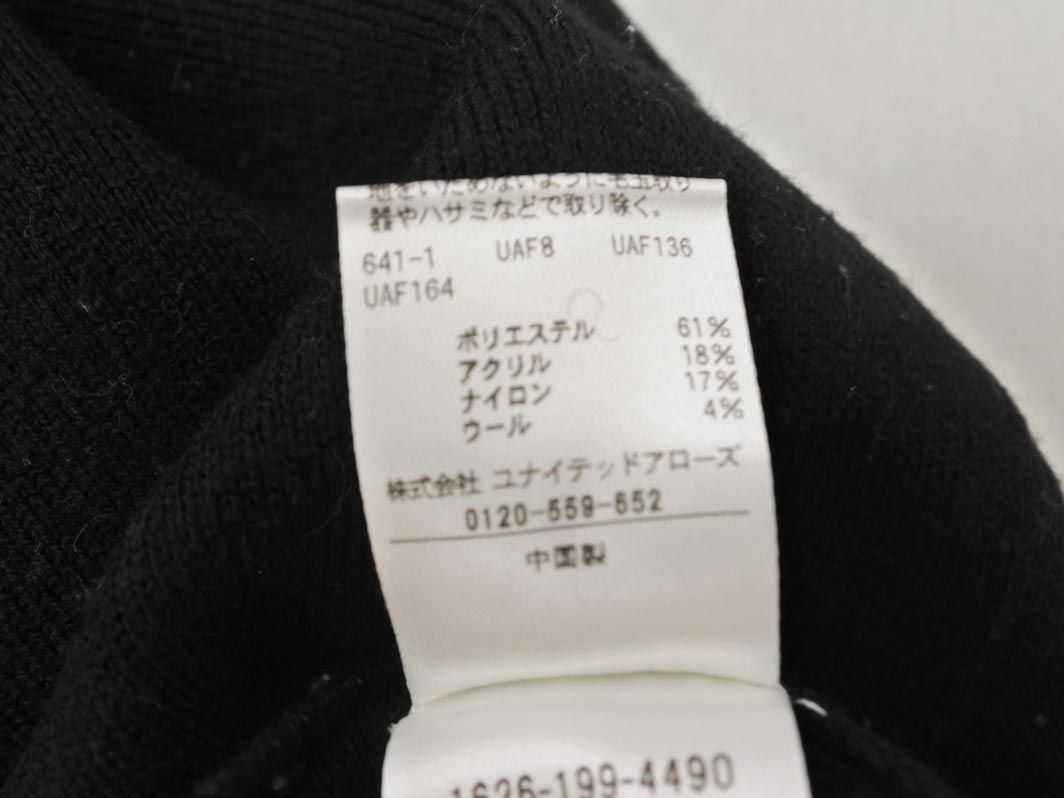 地をいためないように毛玉取り
器やハサミなどで取り除く。
641-1 UAF8 UAF136
UAF164
ポリエステル 61%
アクリル 18%
ナイロン 17%
ウール 4%
株式会社 ユナイテッドアローズ
0120-559-652
中国製
1626-199-4490